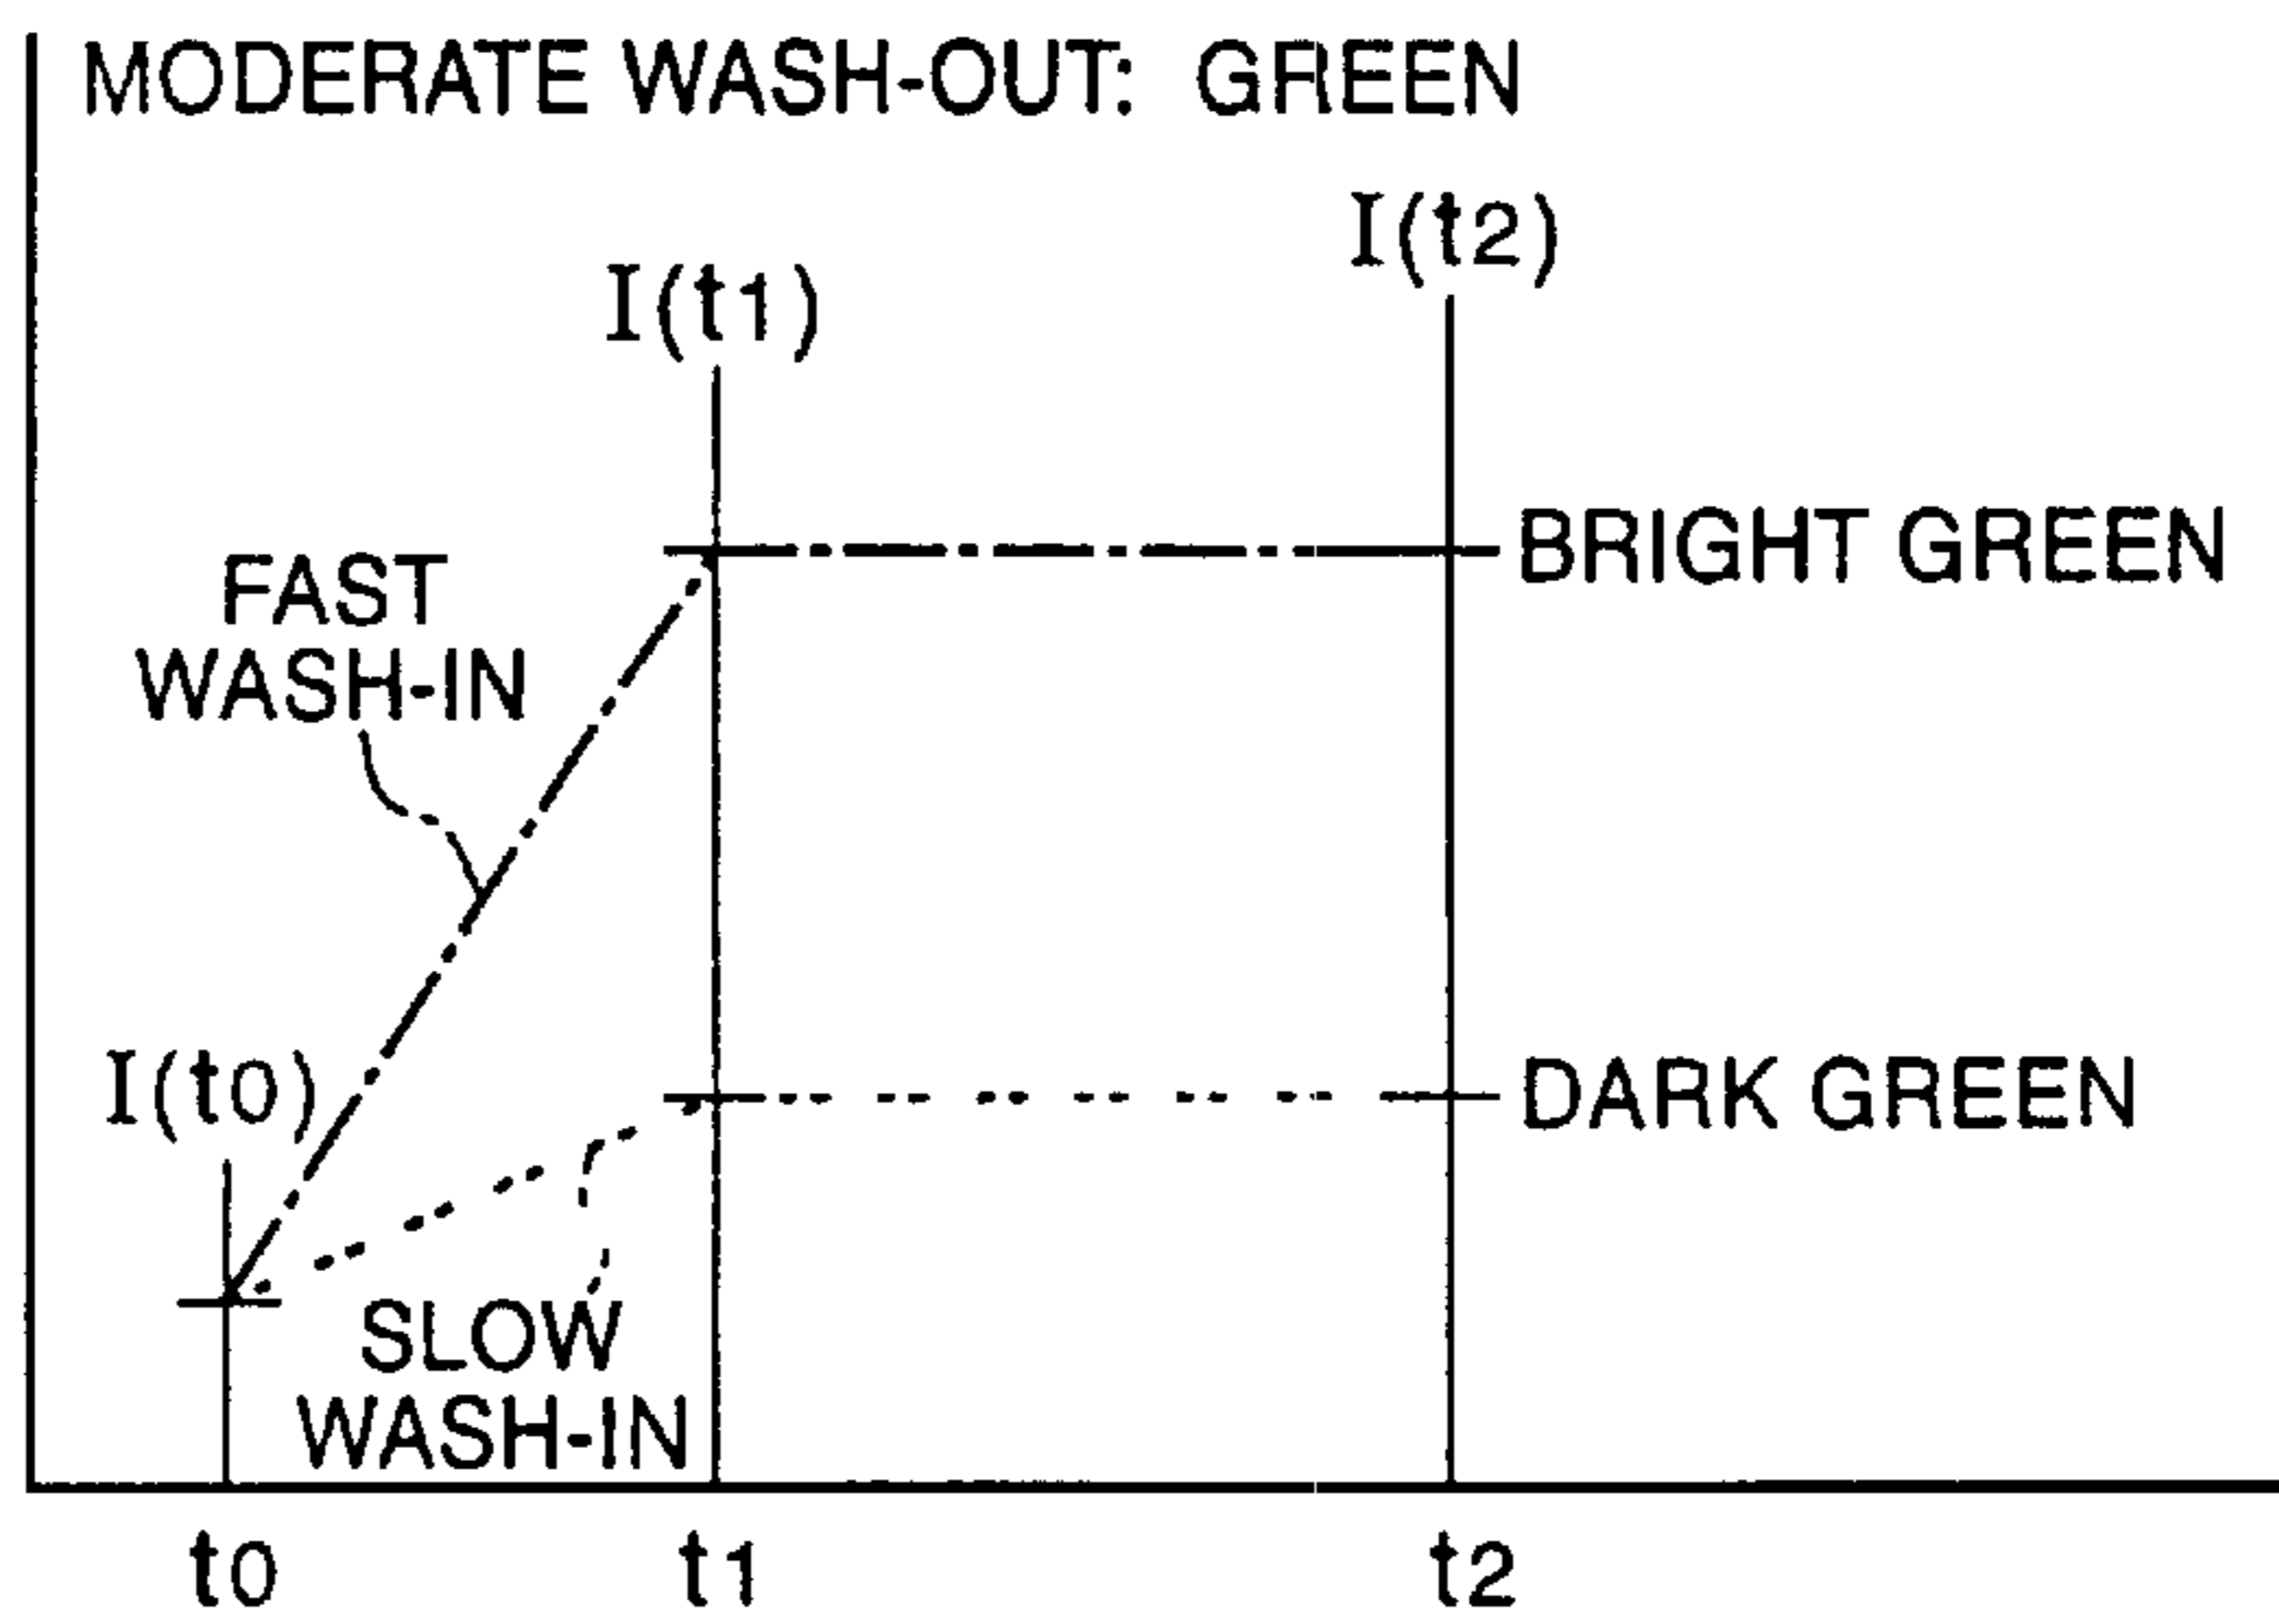 MODERATE WASH-OUT: GREEN
I(t2)
I(t1)
BRIGHT GREEN
FAST
WASH-IN
I(t0)
DARK GREEN
SLOW
WASH-IN
t0
t1
t2